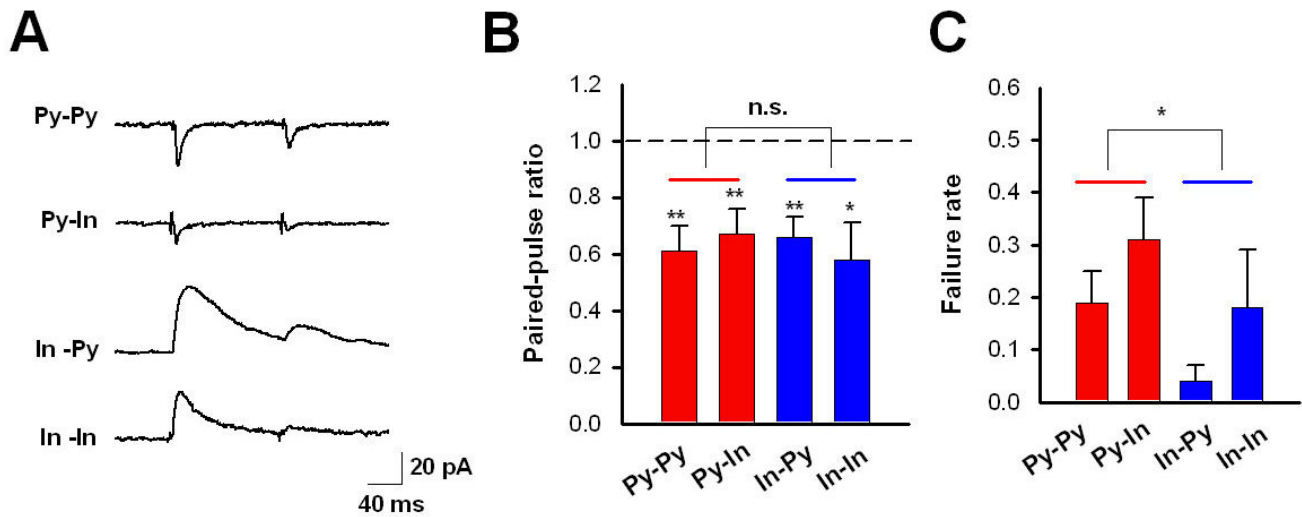 A
Py-Py
Py-In
In -Py
In -In
20 pA
40 ms
B
Paired-pulse ratio
1.2
1.0
0.8
0.6
0.4
0.2
0.0
n.s.
**
**
**
*
Py-Py
Py-In
In-Py
In-In
C
Failure rate
0.6
0.5
0.4
0.3
0.2
0.1
0.0
*
Py-Py
Py-In
In-Py
In-In